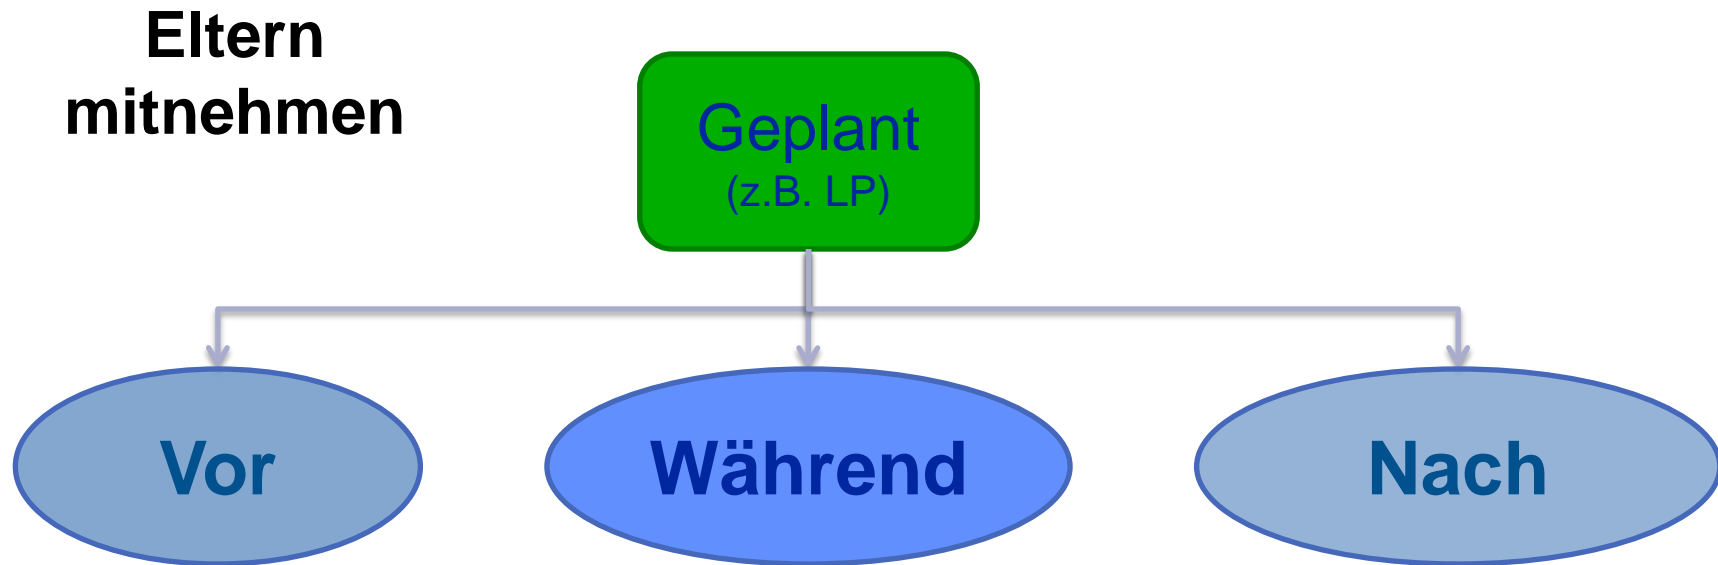 Eltern
mitnehmen
Geplant
(z.B. LP)
Vor
Während
Nach